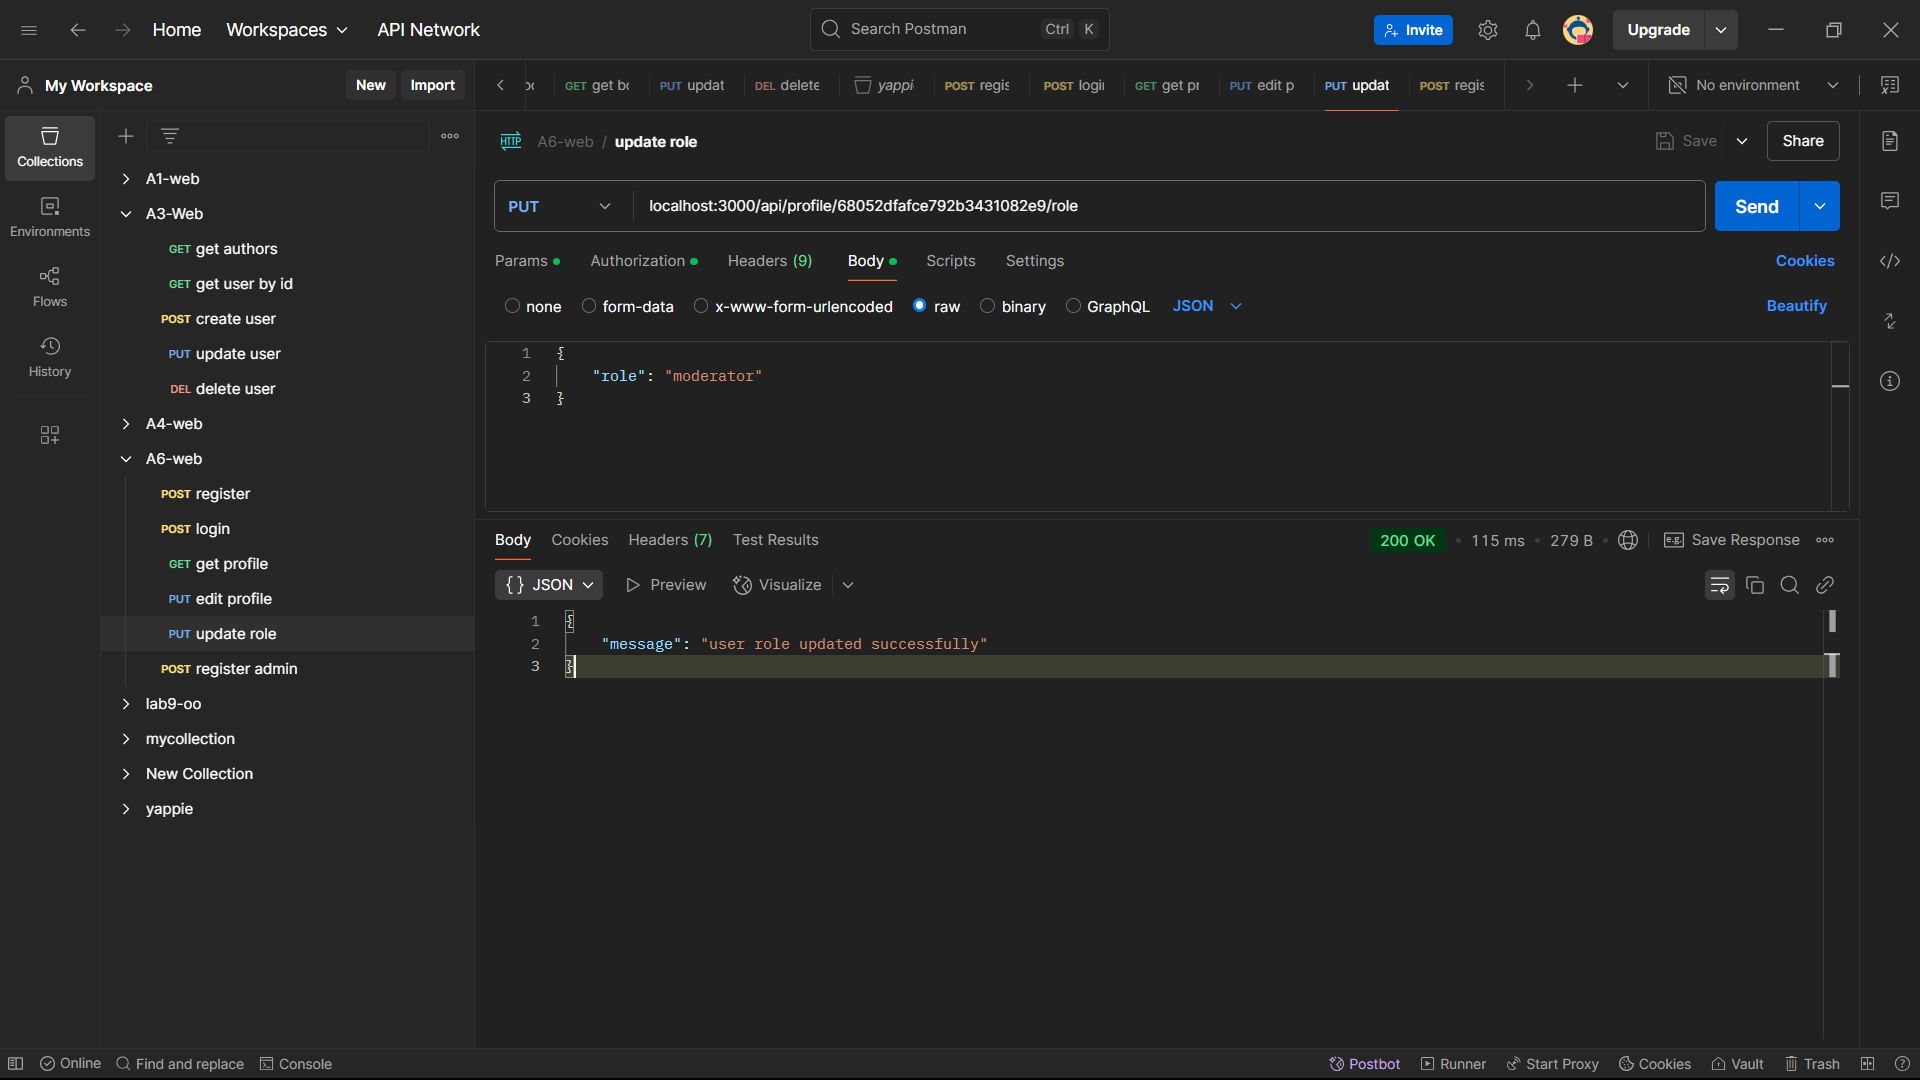 Home Workspaces API Network Search Postman Ctrl K Invite Upgrade
My Workspace New Import
GET get bo PUT updat DEL delete yappi POST regis POST logii GET get pr PUT edit p PUT updat POST regis No environment
Collections
Environments
Flows
History
A1-web
A3-Web
GET get authors
GET get user by id
POST create user
PUT update user
DEL delete user
A4-web
A6-web
POST register
POST login
GET get profile
PUT edit profile
PUT update role
POST register admin
lab9-oo
mycollection
New Collection
yappie
HTTP A6-web / update role Save Share
PUT localhost:3000/api/profile/68052dfafce792b3431082e9/role Send
Params Authorization Headers (9) Body Scripts Settings Cookies
none form-data x-www-form-urlencoded raw binary GraphQL JSON Beautify
1 {
2 "role": "moderator"
3 }
Body Cookies Headers (7) Test Results 200 OK • 115 ms • 279 B • e.g. Save Response
{} JSON Preview Visualize
1 {
2 "message": "user role updated successfully"
3 }
Online Find and replace Console Postbot Runner Start Proxy Cookies Vault Trash